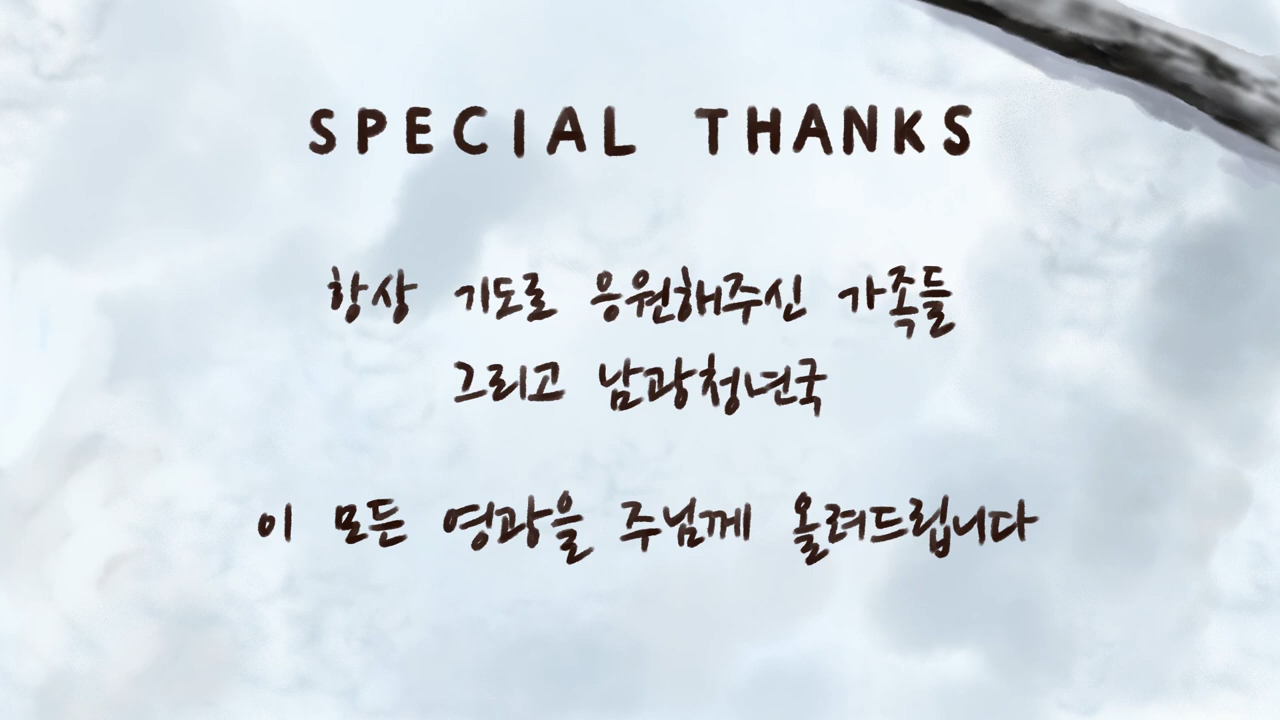 SPECIAL THANKS
항상 기도로 응원해주신 가족들
그리고 남광청년국
이 모든 영광을 주님께 올려드립니다